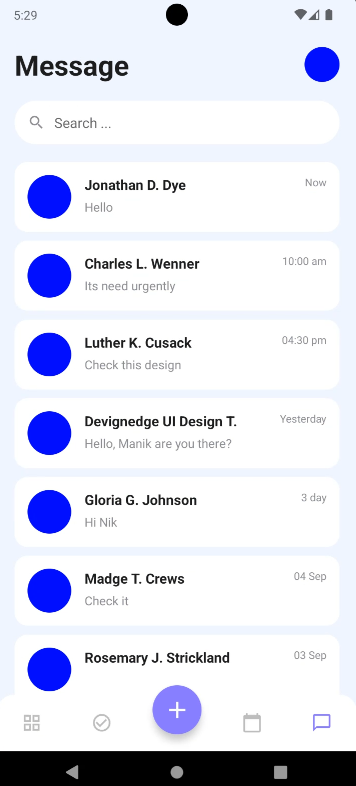 5:29
Message
Search ...
Jonathan D. Dye
Now
Hello
Charles L. Wenner
10:00 am
Its need urgently
Luther K. Cusack
04:30 pm
Check this design
Devignedge UI Design T.
Yesterday
Hello, Manik are you there?
Gloria G. Johnson
3 day
Hi Nik
Madge T. Crews
04 Sep
Check it
Rosemary J. Strickland
03 Sep